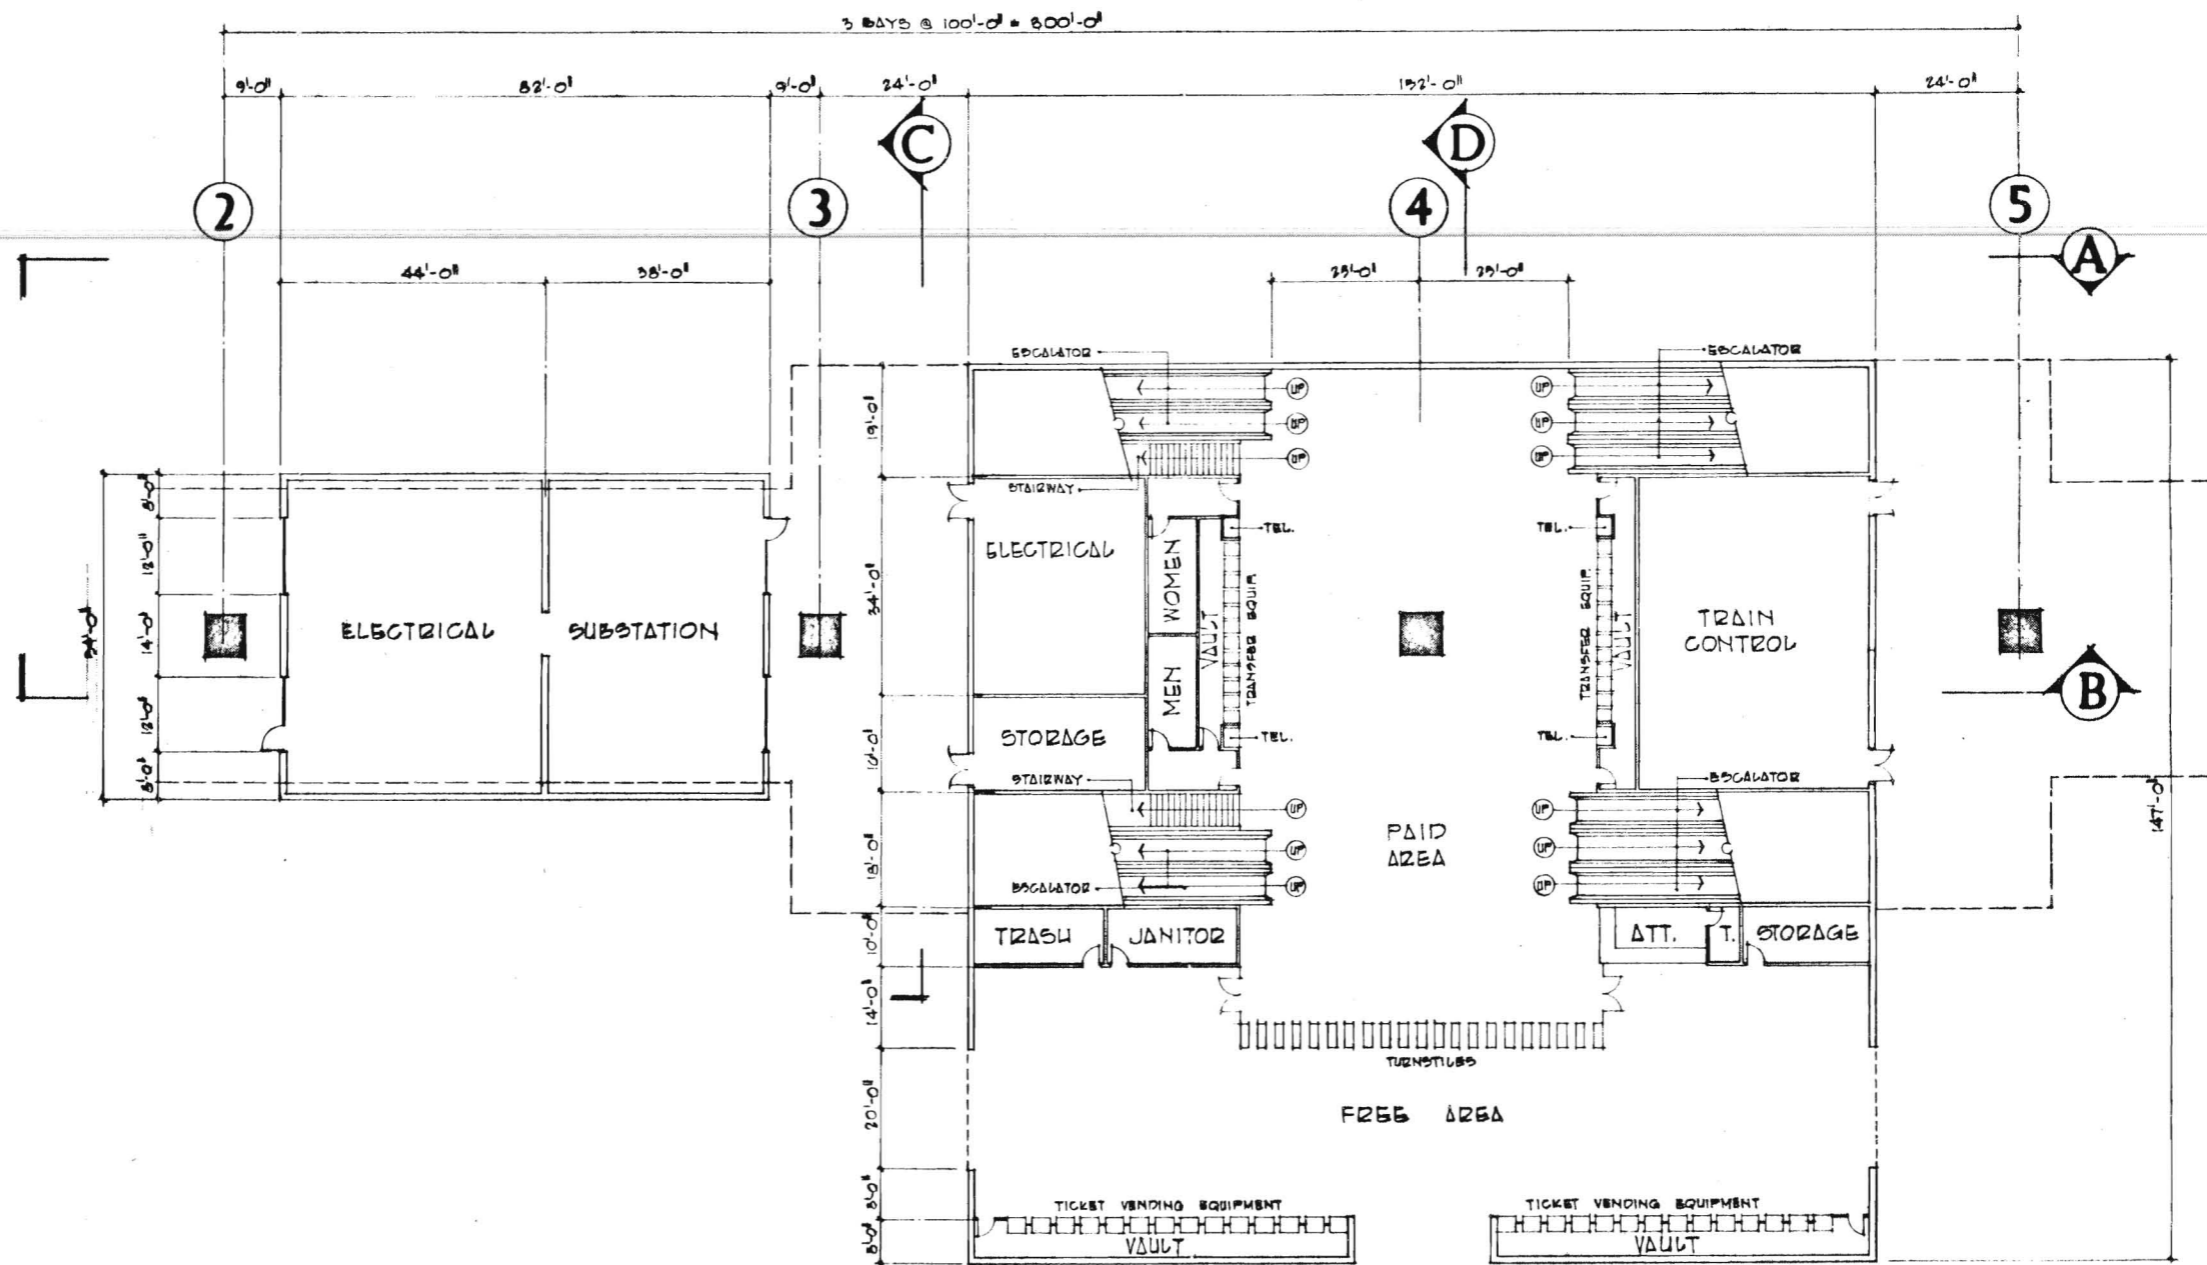 3 BAYS @ 100'-0" = 300'-0"
9'-0" 82'-0" 9'-0" 24'-0" 152'-0" 24'-0"
C D
2 3 4 5
A
44'-0" 38'-0" 25'-0" 25'-0"
ESCALATOR ESCALATOR
UP UP
UP UP
UP UP
19'-0"
STAIRWAY
8'-0"
12'-0"
14'-0"
12'-0"
8'-0"
54'-0"
34'-0"
16'-0"
TEL. TEL.
ELECTRICAL
WOMEN
MEN
VAULT
TRANSFER EQUIP.
TRANSFER EQUIP.
VAULT
ELECTRICAL SUBSTATION
TRAIN
CONTROL
B
STORAGE
TEL. TEL.
STAIRWAY ESCALATOR
UP UP
UP UP
UP UP
PAID
AREA
18'-0"
147'-0"
ESCALATOR
10'-0"
TRASH JANITOR ATT. T. STORAGE
14'-0"
TURNSTILES
20'-0"
FREE AREA
8'-0"
TICKET VENDING EQUIPMENT TICKET VENDING EQUIPMENT
8'-0"
VAULT VAULT